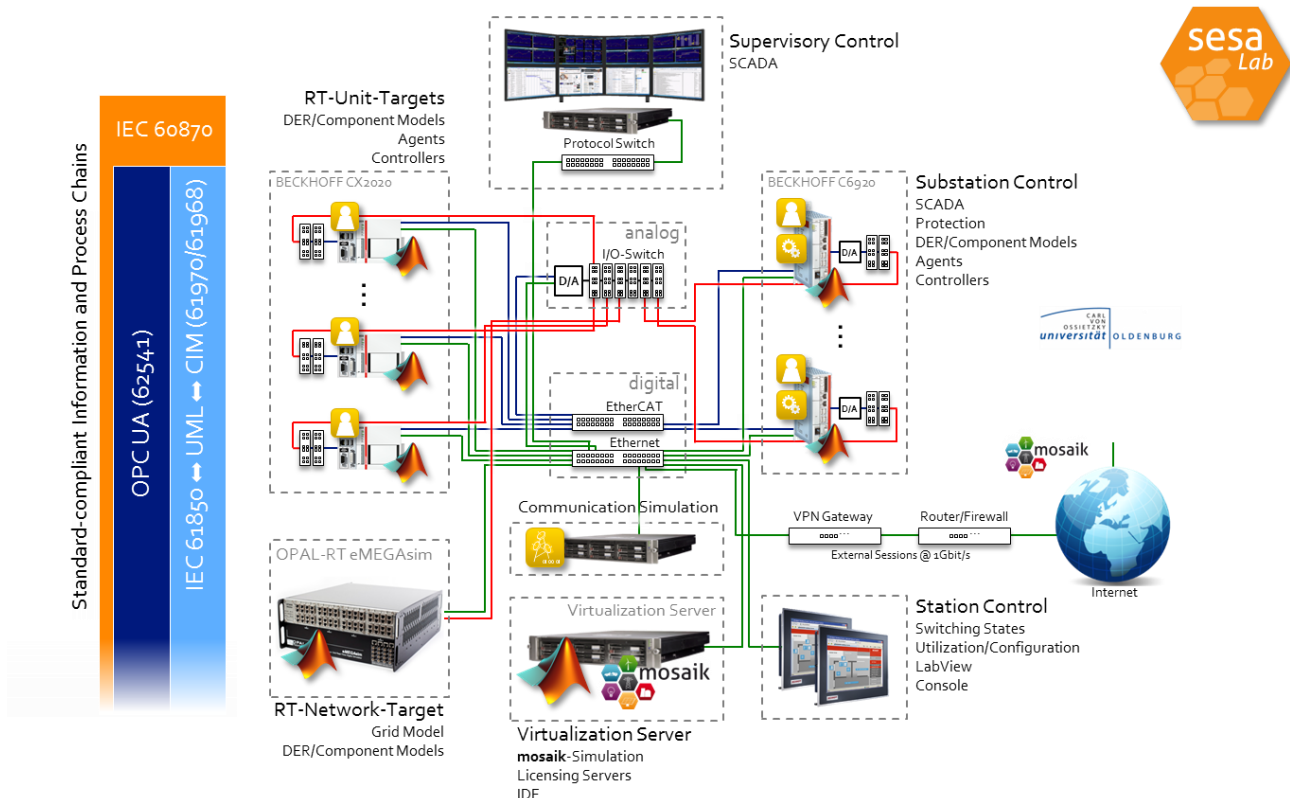 sesa
Lab
Supervisory Control
SCADA
Protocol Switch
Standard-compliant Information and Process Chains
IEC 60870
OPC UA (62541)
IEC 61850 ⬌ UML ⬌ CIM (61970/61968)
RT-Unit-Targets
DER/Component Models
Agents
Controllers
BECKHOFF CX2020
analog
I/O-Switch
D/A
digital
EtherCAT
Ethernet
BECKHOFF C6920
D/A
D/A
Substation Control
SCADA
Protection
DER/Component Models
Agents
Controllers
CARL
VON
OSSIETZKY
universität OLDENBURG
mosaik
Communication Simulation
VPN Gateway
Router/Firewall
External Sessions @ 1Gbit/s
Internet
OPAL-RT eMEGAsim
RT-Network-Target
Grid Model
DER/Component Models
Virtualization Server
mosaik
Virtualization Server
mosaik-Simulation
Licensing Servers
IDE
Station Control
Switching States
Utilization/Configuration
LabView
Console